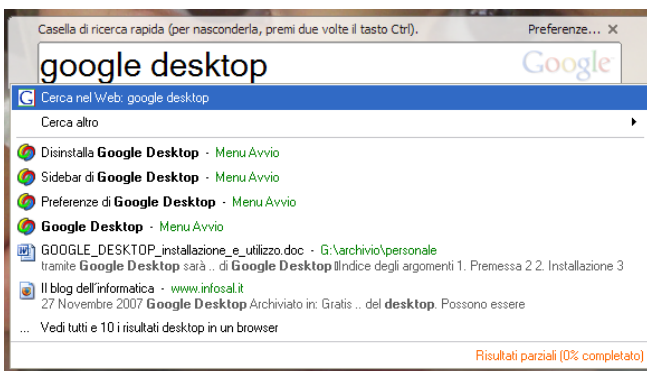 Casella di ricerca rapida (per nasconderla, premi due volte il tasto Ctrl). Preferenze...
google desktop Google
Cerca nel Web: google desktop
Cerca altro
Disinstalla Google Desktop - Menu Avvio
Sidebar di Google Desktop - Menu Avvio
Preferenze di Google Desktop - Menu Avvio
Google Desktop - Menu Avvio
GOOGLE_DESKTOP_installazione_e_utilizzo.doc - G:\archivio\personale
tramite Google Desktop sarà .. di Google Desktop Indice degli argomenti 1. Premessa 2 2. Installazione 3
Il blog dell'informatica - www.infosal.it
27 Novembre 2007 Google Desktop Archiviato in: Gratis .. del desktop. Possono essere
... Vedi tutti e 10 i risultati desktop in un browser
Risultati parziali (0% completato)